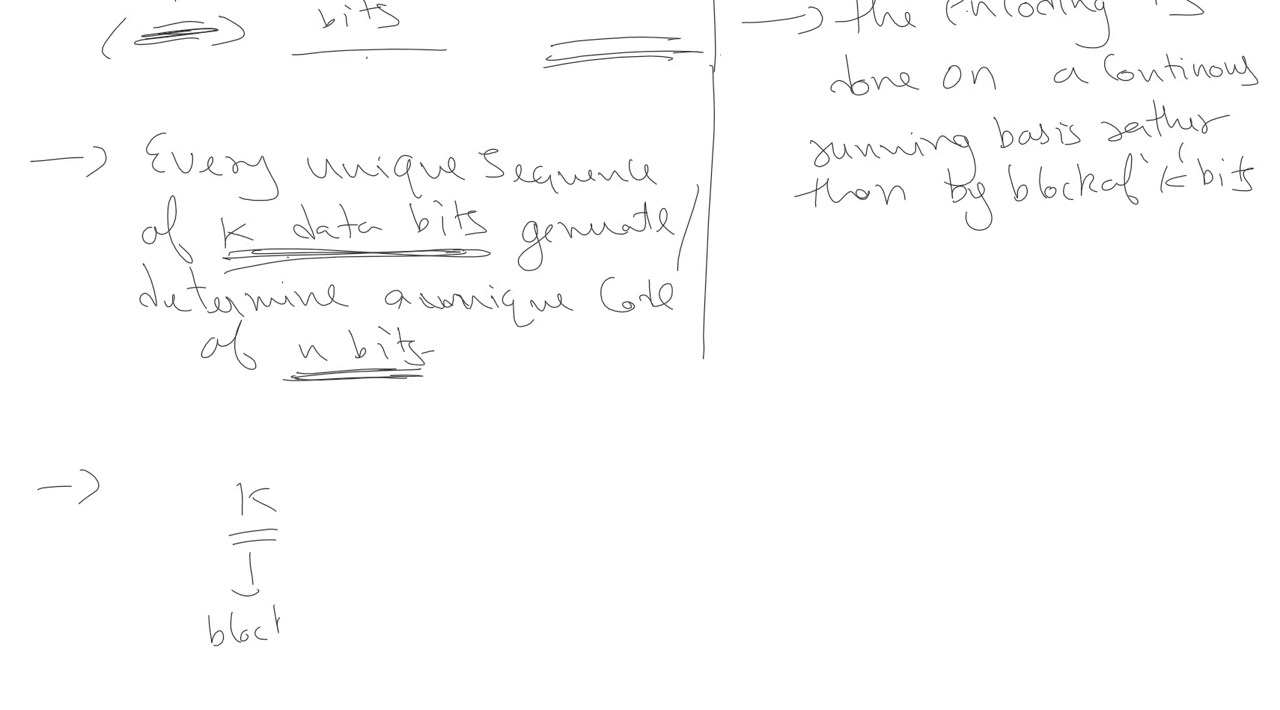 bits
→ Every unique Sequence
of K data bits generate/
determine a unique Code
of n bits
→ K
bloc
→ the Encoding is
done on a Continous
running basis rather
than by block of 'K' bits